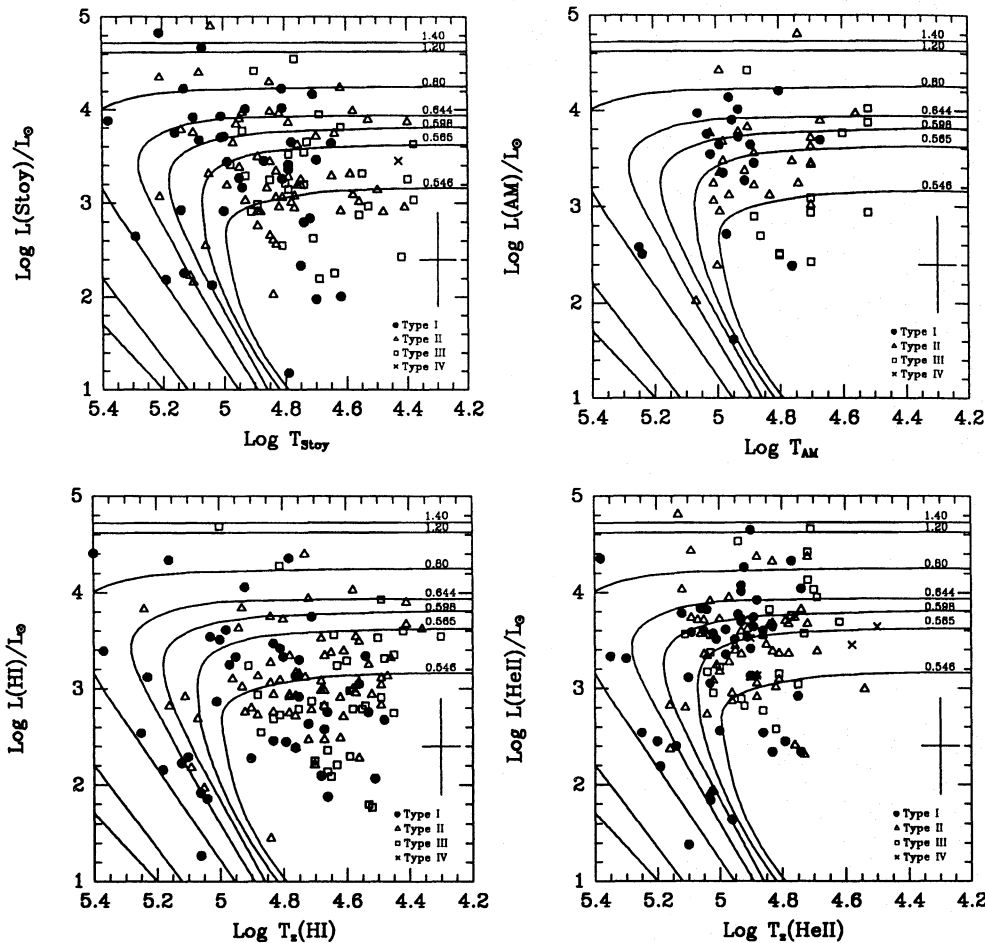 5
4
3
2
1
Log L(Stoy)/L⊙
1.40
1.20
0.80
0.644
0.598
0.565
0.546
● Type I
△ Type II
□ Type III
× Type IV
5.4 5.2 5 4.8 4.6 4.4 4.2
Log T_Stoy
5
4
3
2
1
Log L(AM)/L⊙
1.40
1.20
0.80
0.644
0.598
0.565
0.546
● Type I
△ Type II
□ Type III
× Type IV
5.4 5.2 5 4.8 4.6 4.4 4.2
Log T_AM
5
4
3
2
1
Log L(HI)/L⊙
1.40
1.20
0.80
0.644
0.598
0.565
0.546
● Type I
△ Type II
□ Type III
× Type IV
5.4 5.2 5 4.8 4.6 4.4 4.2
Log T_z(HI)
5
4
3
2
1
Log L(HeII)/L⊙
1.40
1.20
0.80
0.644
0.598
0.565
0.546
● Type I
△ Type II
□ Type III
× Type IV
5.4 5.2 5 4.8 4.6 4.4 4.2
Log T_z(HeII)